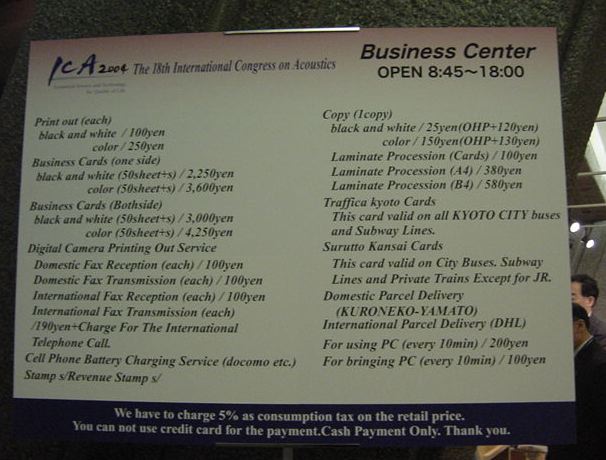 ICA 2004 The 18th International Congress on Acoustics
Acoustical Science and Technology
for Quality of Life
Business Center
OPEN 8:45～18:00
Print out (each)
black and white / 100yen
color / 250yen
Business Cards (one side)
black and white (50sheet+s) / 2,250yen
color (50sheet+s) / 3,600yen
Business Cards (Bothside)
black and white (50sheet+s) / 3,000yen
color (50sheet+s) / 4,250yen
Digital Camera Printing Out Service
Domestic Fax Reception (each) / 100yen
Domestic Fax Transmission (each) / 100yen
International Fax Reception (each) / 100yen
International Fax Transmission (each)
/190yen+Charge For The International
Telephone Call.
Cell Phone Battery Charging Service (docomo etc.)
Stamp s/Revenue Stamp s/
Copy (1copy)
black and white / 25yen(OHP+120yen)
color / 150yen(OHP+130yen)
Laminate Procession (Cards) / 100yen
Laminate Procession (A4) / 380yen
Laminate Procession (B4) / 580yen
Traffica kyoto Cards
This card valid on all KYOTO CITY buses
and Subway Lines.
Surutto Kansai Cards
This card valid on City Buses. Subway
Lines and Private Trains Except for JR.
Domestic Parcel Delivery
(KURONEKO-YAMATO)
International Parcel Delivery (DHL)
For using PC (every 10min) / 200yen
For bringing PC (every 10min) / 100yen
We have to charge 5% as consumption tax on the retail price.
You can not use credit card for the payment.Cash Payment Only. Thank you.